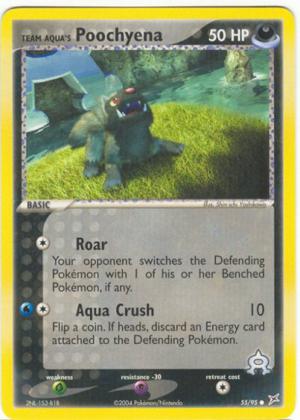 TEAM AQUA'S Poochyena 50 HP
BASIC
Roar
Your opponent switches the Defending
Pokémon with 1 of his or her Benched
Pokémon, if any.
Aqua Crush 10
Flip a coin. If heads, discard an Energy card
attached to the Defending Pokémon.
weakness resistance -30 retreat cost
©2004 Pokémon/Nintendo 55/95